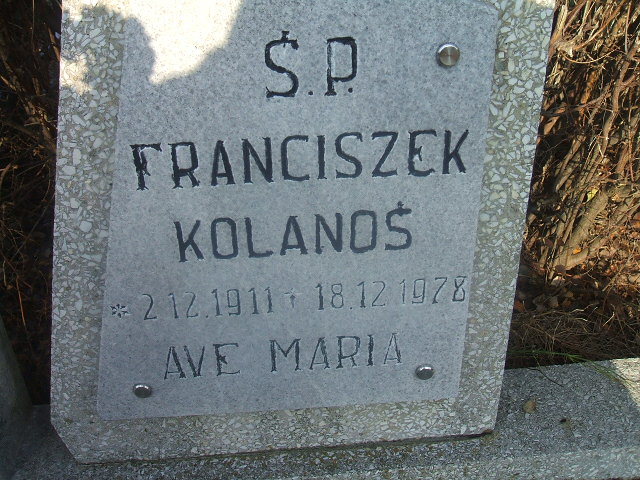 Ś.P.
FRANCISZEK
KOLANOŚ
* 2.12.1911 + 18.12.1978
AVE MARIA